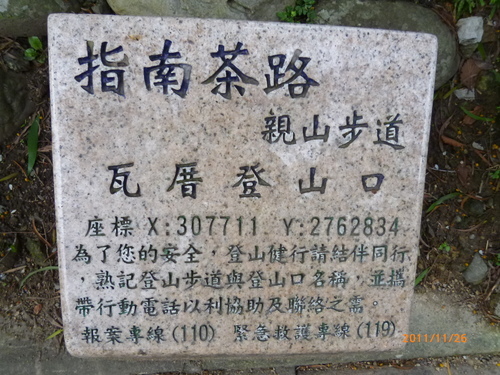 指南茶路
親山步道
瓦厝登山口
座標 X:307711 Y:2762834
為了您的安全，登山健行請結伴同行
，熟記登山步道與登山口名稱，並攜
帶行動電話以利協助及聯絡之需。
報案專線(110) 緊急救護專線(119)
2011/11/26